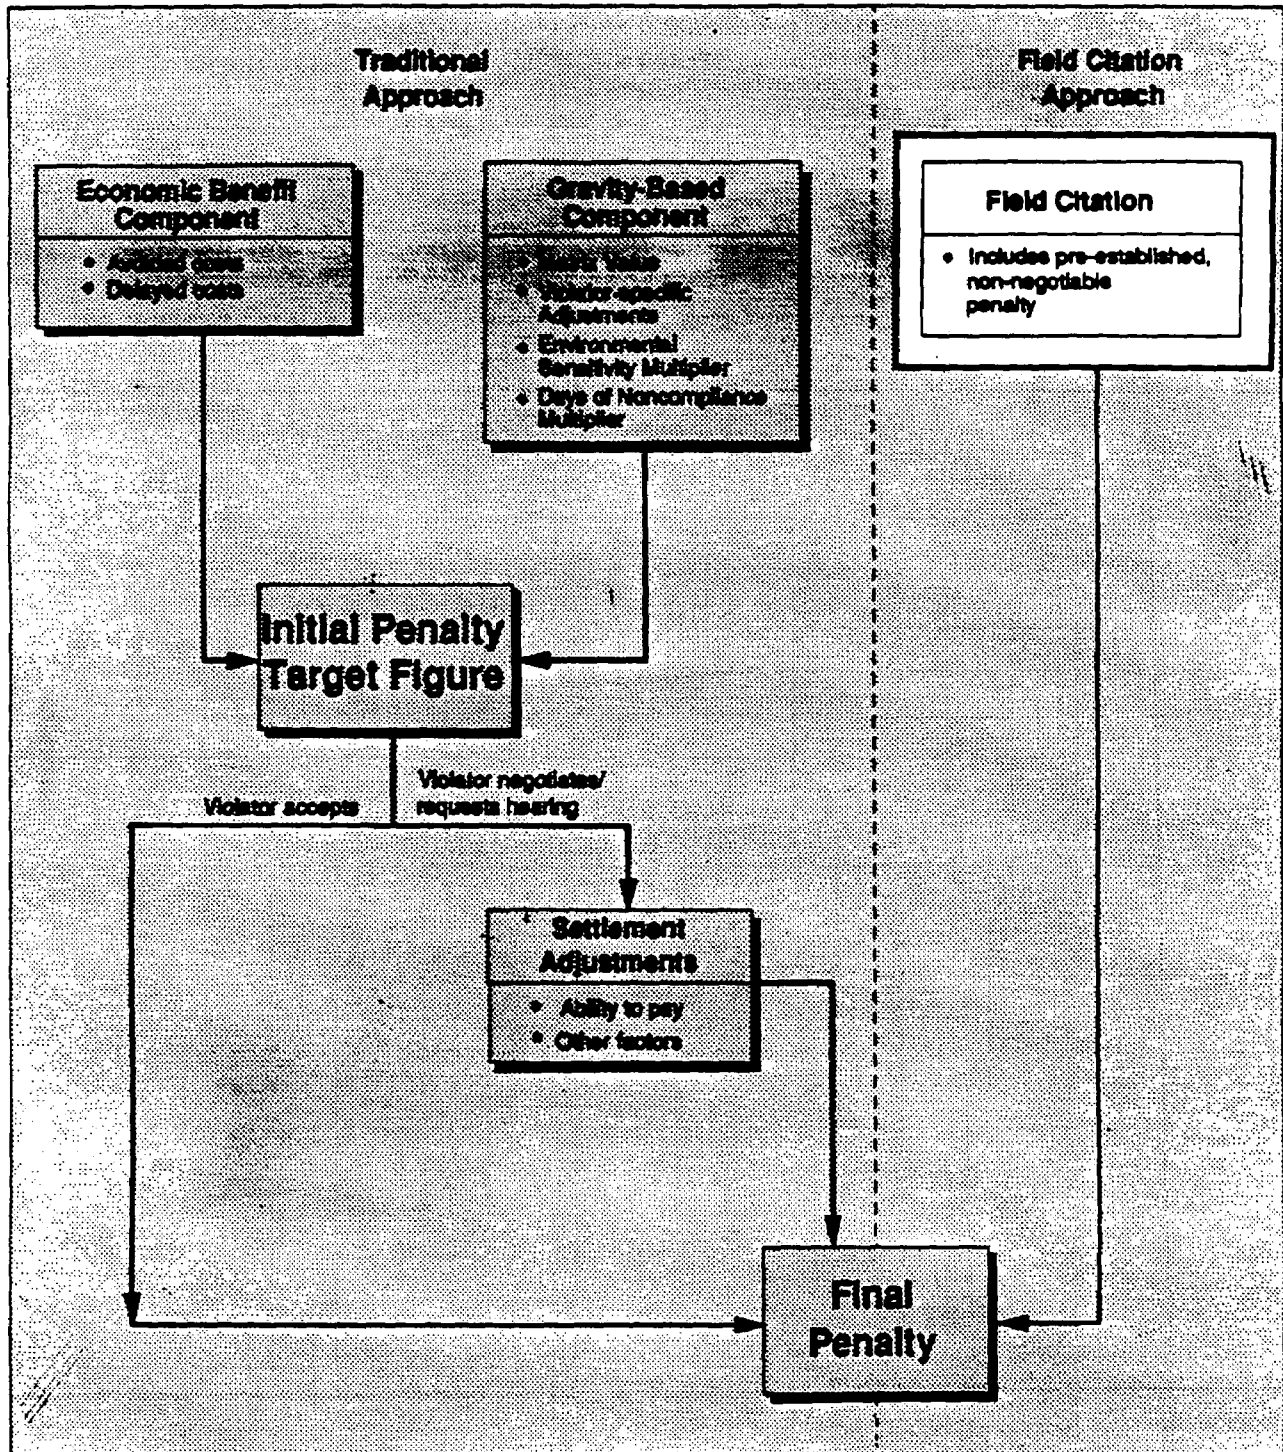 Traditional
Approach
Field Citation
Approach
Economic Benefit
Component
• Avoided costs
• Delayed costs
Gravity-Based
Component
• Matrix Value
• Violator-specific
Adjustments
• Environmental
Sensitivity Multiplier
• Days of Noncompliance
Multiplier
Field Citation
• Includes pre-established,
non-negotiable
penalty
Initial Penalty
Target Figure
Violator accepts
Violator negotiates/
requests hearing
Settlement
Adjustments
• Ability to pay
• Other factors
Final
Penalty